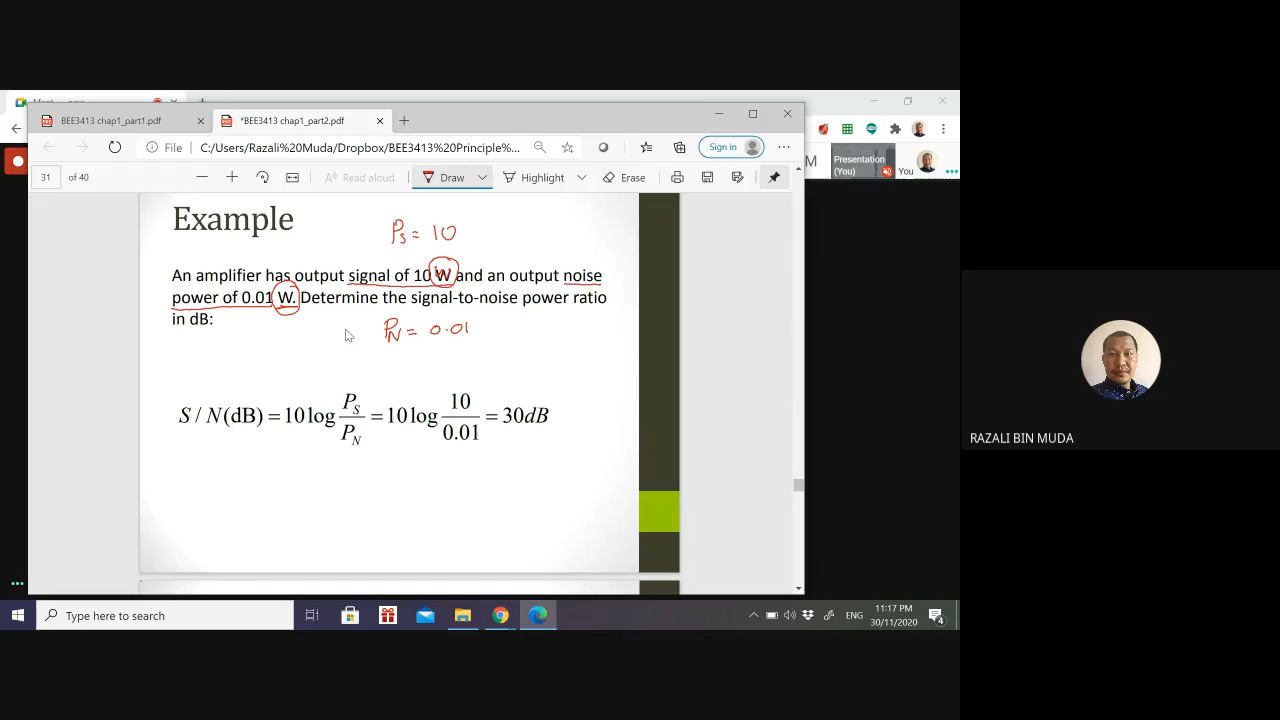 Meet
BEE3413 chap1_part1.pdf
*BEE3413 chap1_part2.pdf
File
C:/Users/Razali%20Muda/Dropbox/BEE3413%20Principle%...
Sign in
31 of 40
Read aloud
Draw
Highlight
Erase
M
Presentation
(You)
You
Example
Ps = 10
An amplifier has output signal of 10 W and an output noise
power of 0.01 W. Determine the signal-to-noise power ratio
in dB:
PN = 0.01
S / N(dB) = 10 log PS/PN = 10 log 10/0.01 = 30dB
RAZALI BIN MUDA
Type here to search
ENG
11:17 PM
30/11/2020
4